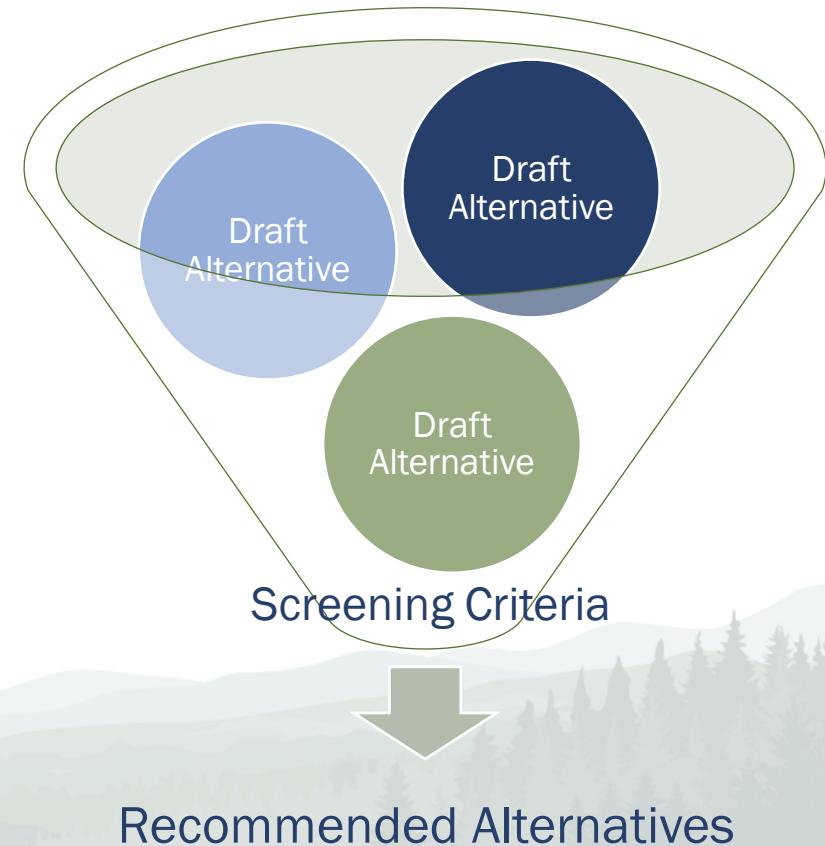 Draft
Alternative
Draft
Alternative
Draft
Alternative
Screening Criteria
Recommended Alternatives